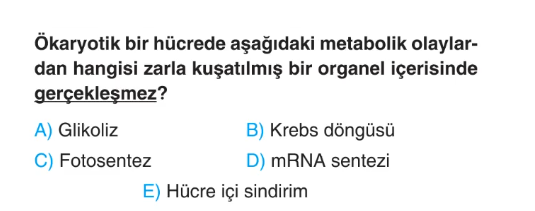 Ökaryotik bir hücrede aşağıdaki metabolik olaylar-
dan hangisi zarla kuşatılmış bir organel içerisinde
gerçekleşmez?
A) Glikoliz B) Krebs döngüsü
C) Fotosentez D) mRNA sentezi
E) Hücre içi sindirim